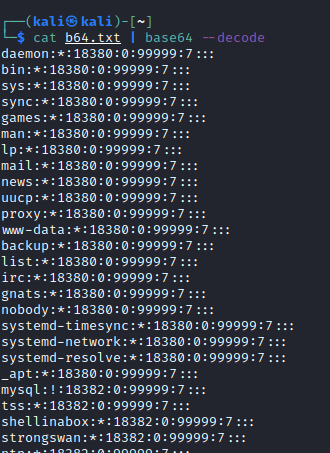 ┌──(kali㉿kali)-[~]
└─$ cat b64.txt | base64 --decode
daemon:*:18380:0:99999:7:::
bin:*:18380:0:99999:7:::
sys:*:18380:0:99999:7:::
sync:*:18380:0:99999:7:::
games:*:18380:0:99999:7:::
man:*:18380:0:99999:7:::
lp:*:18380:0:99999:7:::
mail:*:18380:0:99999:7:::
news:*:18380:0:99999:7:::
uucp:*:18380:0:99999:7:::
proxy:*:18380:0:99999:7:::
www-data:*:18380:0:99999:7:::
backup:*:18380:0:99999:7:::
list:*:18380:0:99999:7:::
irc:*:18380:0:99999:7:::
gnats:*:18380:0:99999:7:::
nobody:*:18380:0:99999:7:::
systemd-timesync:*:18380:0:99999:7:::
systemd-network:*:18380:0:99999:7:::
systemd-resolve:*:18380:0:99999:7:::
_apt:*:18380:0:99999:7:::
mysql:!:18382:0:99999:7:::
tss:*:18382:0:99999:7:::
shellinabox:*:18382:0:99999:7:::
strongswan:*:18382:0:99999:7:::
ntp:*:18382:0:99999:7:::